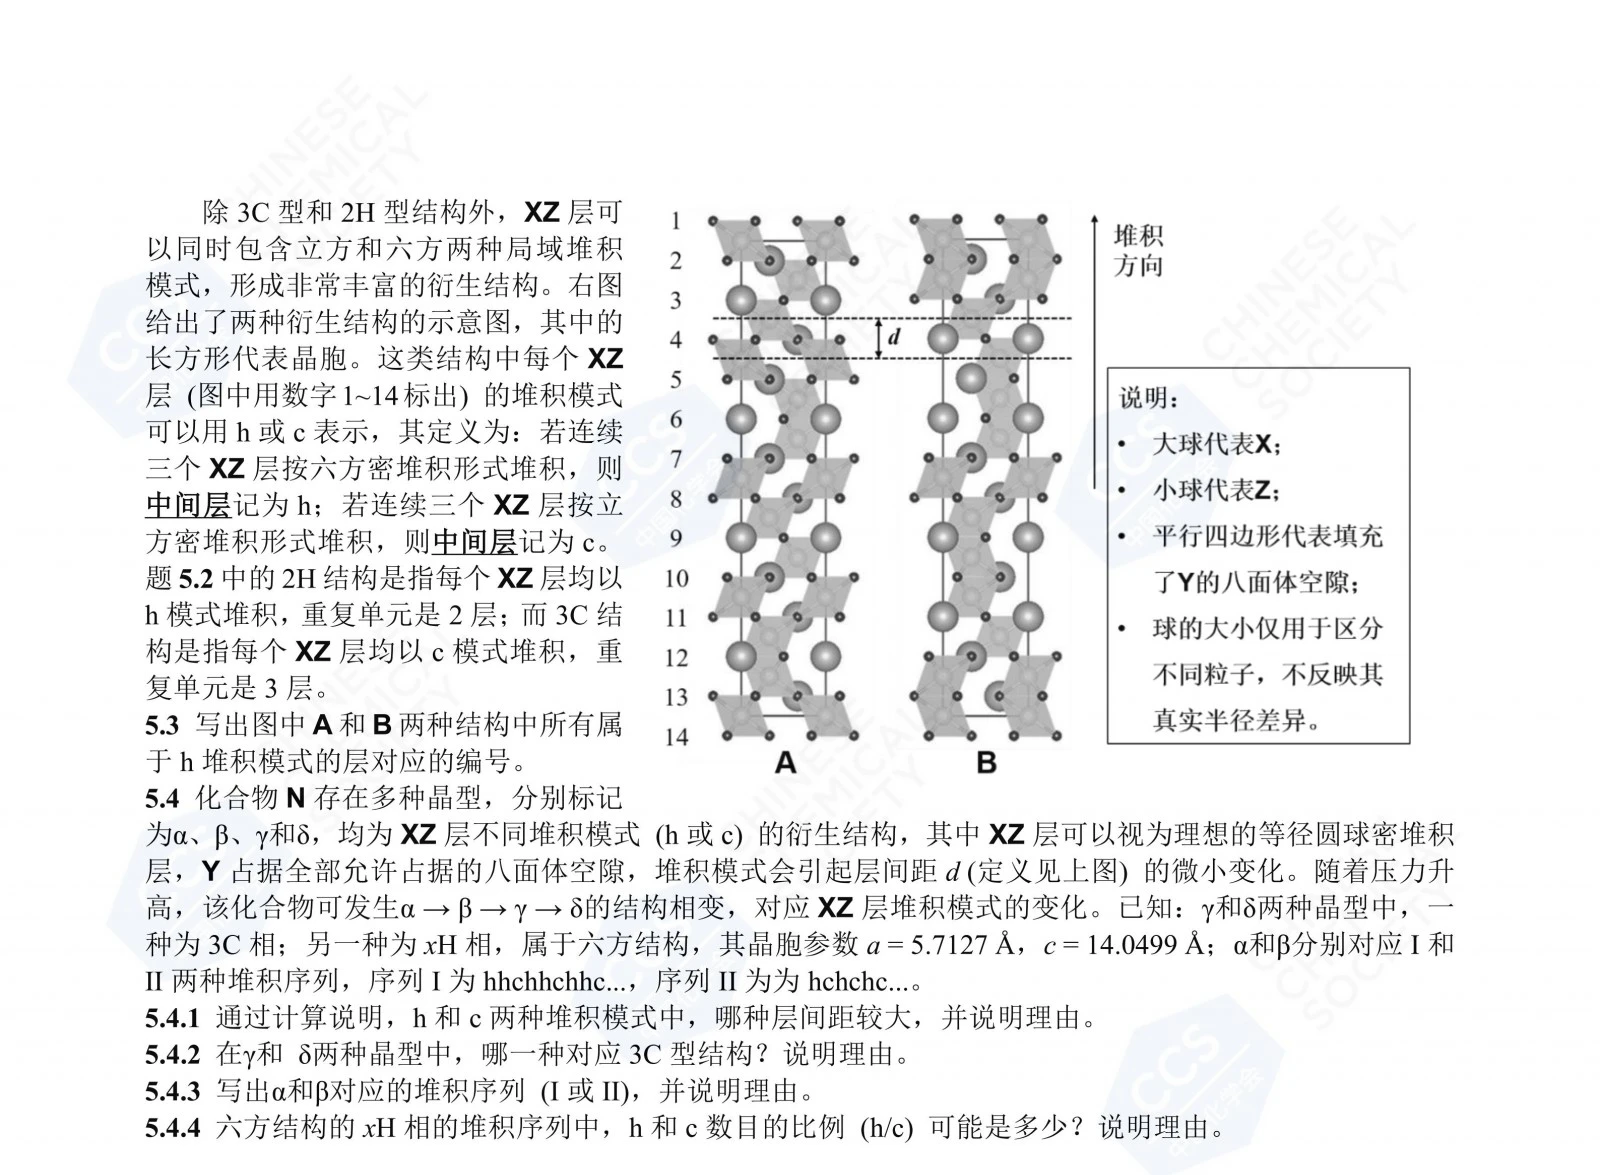 除 3C 型和 2H 型结构外，XZ 层可
以同时包含立方和六方两种局域堆积
模式，形成非常丰富的衍生结构。右图
给出了两种衍生结构的示意图，其中的
长方形代表晶胞。这类结构中每个 XZ
层 (图中用数字 1~14 标出) 的堆积模式
可以用 h 或 c 表示，其定义为：若连续
三个 XZ 层按六方密堆积形式堆积，则
中间层记为 h；若连续三个 XZ 层按立
方密堆积形式堆积，则中间层记为 c。
题 5.2 中的 2H 结构是指每个 XZ 层均以
h 模式堆积，重复单元是 2 层；而 3C 结
构是指每个 XZ 层均以 c 模式堆积，重
复单元是 3 层。
5.3 写出图中 A 和 B 两种结构中所有属
于 h 堆积模式的层对应的编号。
1
2
3
4
5
6
7
8
9
10
11
12
13
14
d
A
B
堆积
方向
说明：
• 大球代表X；
• 小球代表Z；
• 平行四边形代表填充
了Y的八面体空隙；
• 球的大小仅用于区分
不同粒子，不反映其
真实半径差异。
5.4 化合物 N 存在多种晶型，分别标记
为α、β、γ和δ，均为 XZ 层不同堆积模式 (h 或 c) 的衍生结构，其中 XZ 层可以视为理想的等径圆球密堆积
层，Y 占据全部允许占据的八面体空隙，堆积模式会引起层间距 d (定义见上图) 的微小变化。随着压力升
高，该化合物可发生α → β → γ → δ的结构相变，对应 XZ 层堆积模式的变化。已知：γ和δ两种晶型中，一
种为 3C 相；另一种为 xH 相，属于六方结构，其晶胞参数 a = 5.7127 Å，c = 14.0499 Å；α和β分别对应 I 和
II 两种堆积序列，序列 I 为 hhchhchhc...，序列 II 为为 hchchc...。
5.4.1 通过计算说明，h 和 c 两种堆积模式中，哪种层间距较大，并说明理由。
5.4.2 在γ和 δ两种晶型中，哪一种对应 3C 型结构？说明理由。
5.4.3 写出α和β对应的堆积序列 (I 或 II)，并说明理由。
5.4.4 六方结构的 xH 相的堆积序列中，h 和 c 数目的比例 (h/c) 可能是多少？说明理由。
CHINESE
CHEMICAL
SOCIETY
CCS